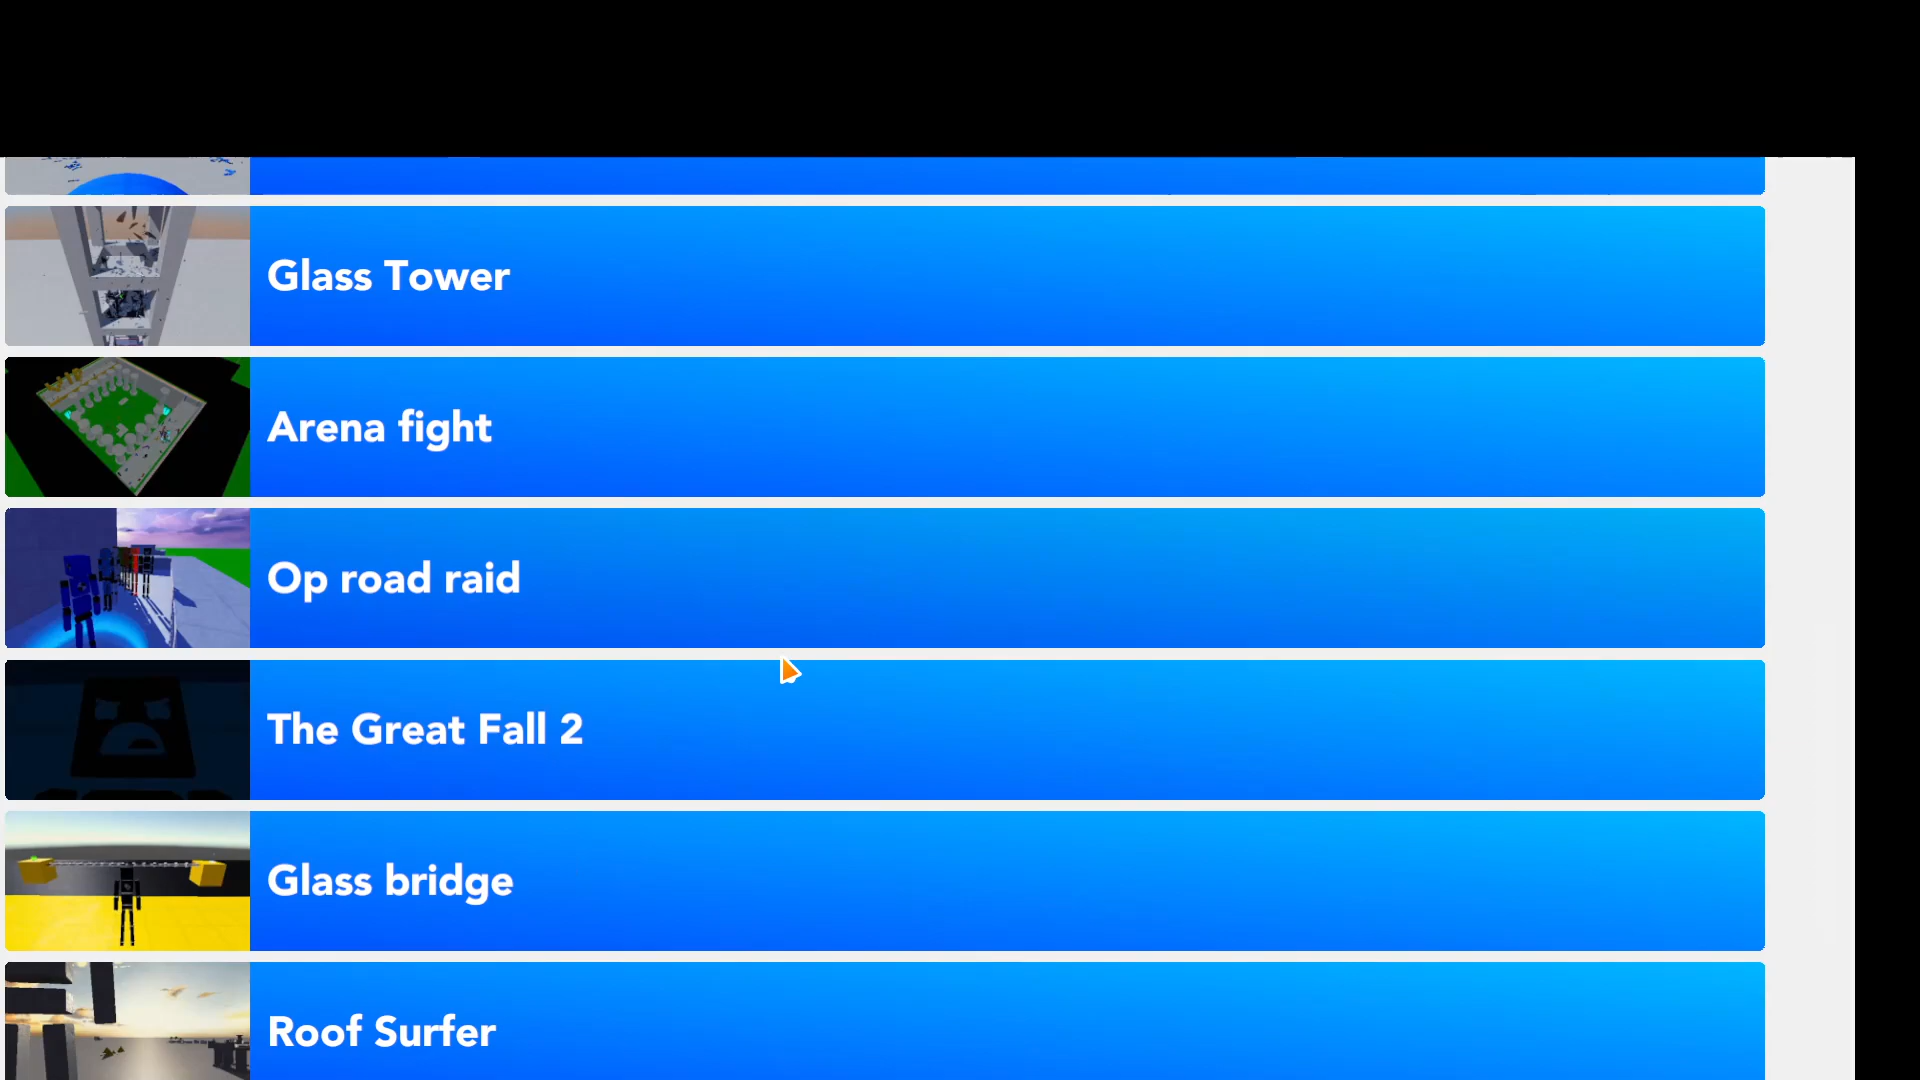 Glass Tower
Arena fight
Op road raid
The Great Fall 2
Glass bridge
Roof Surfer